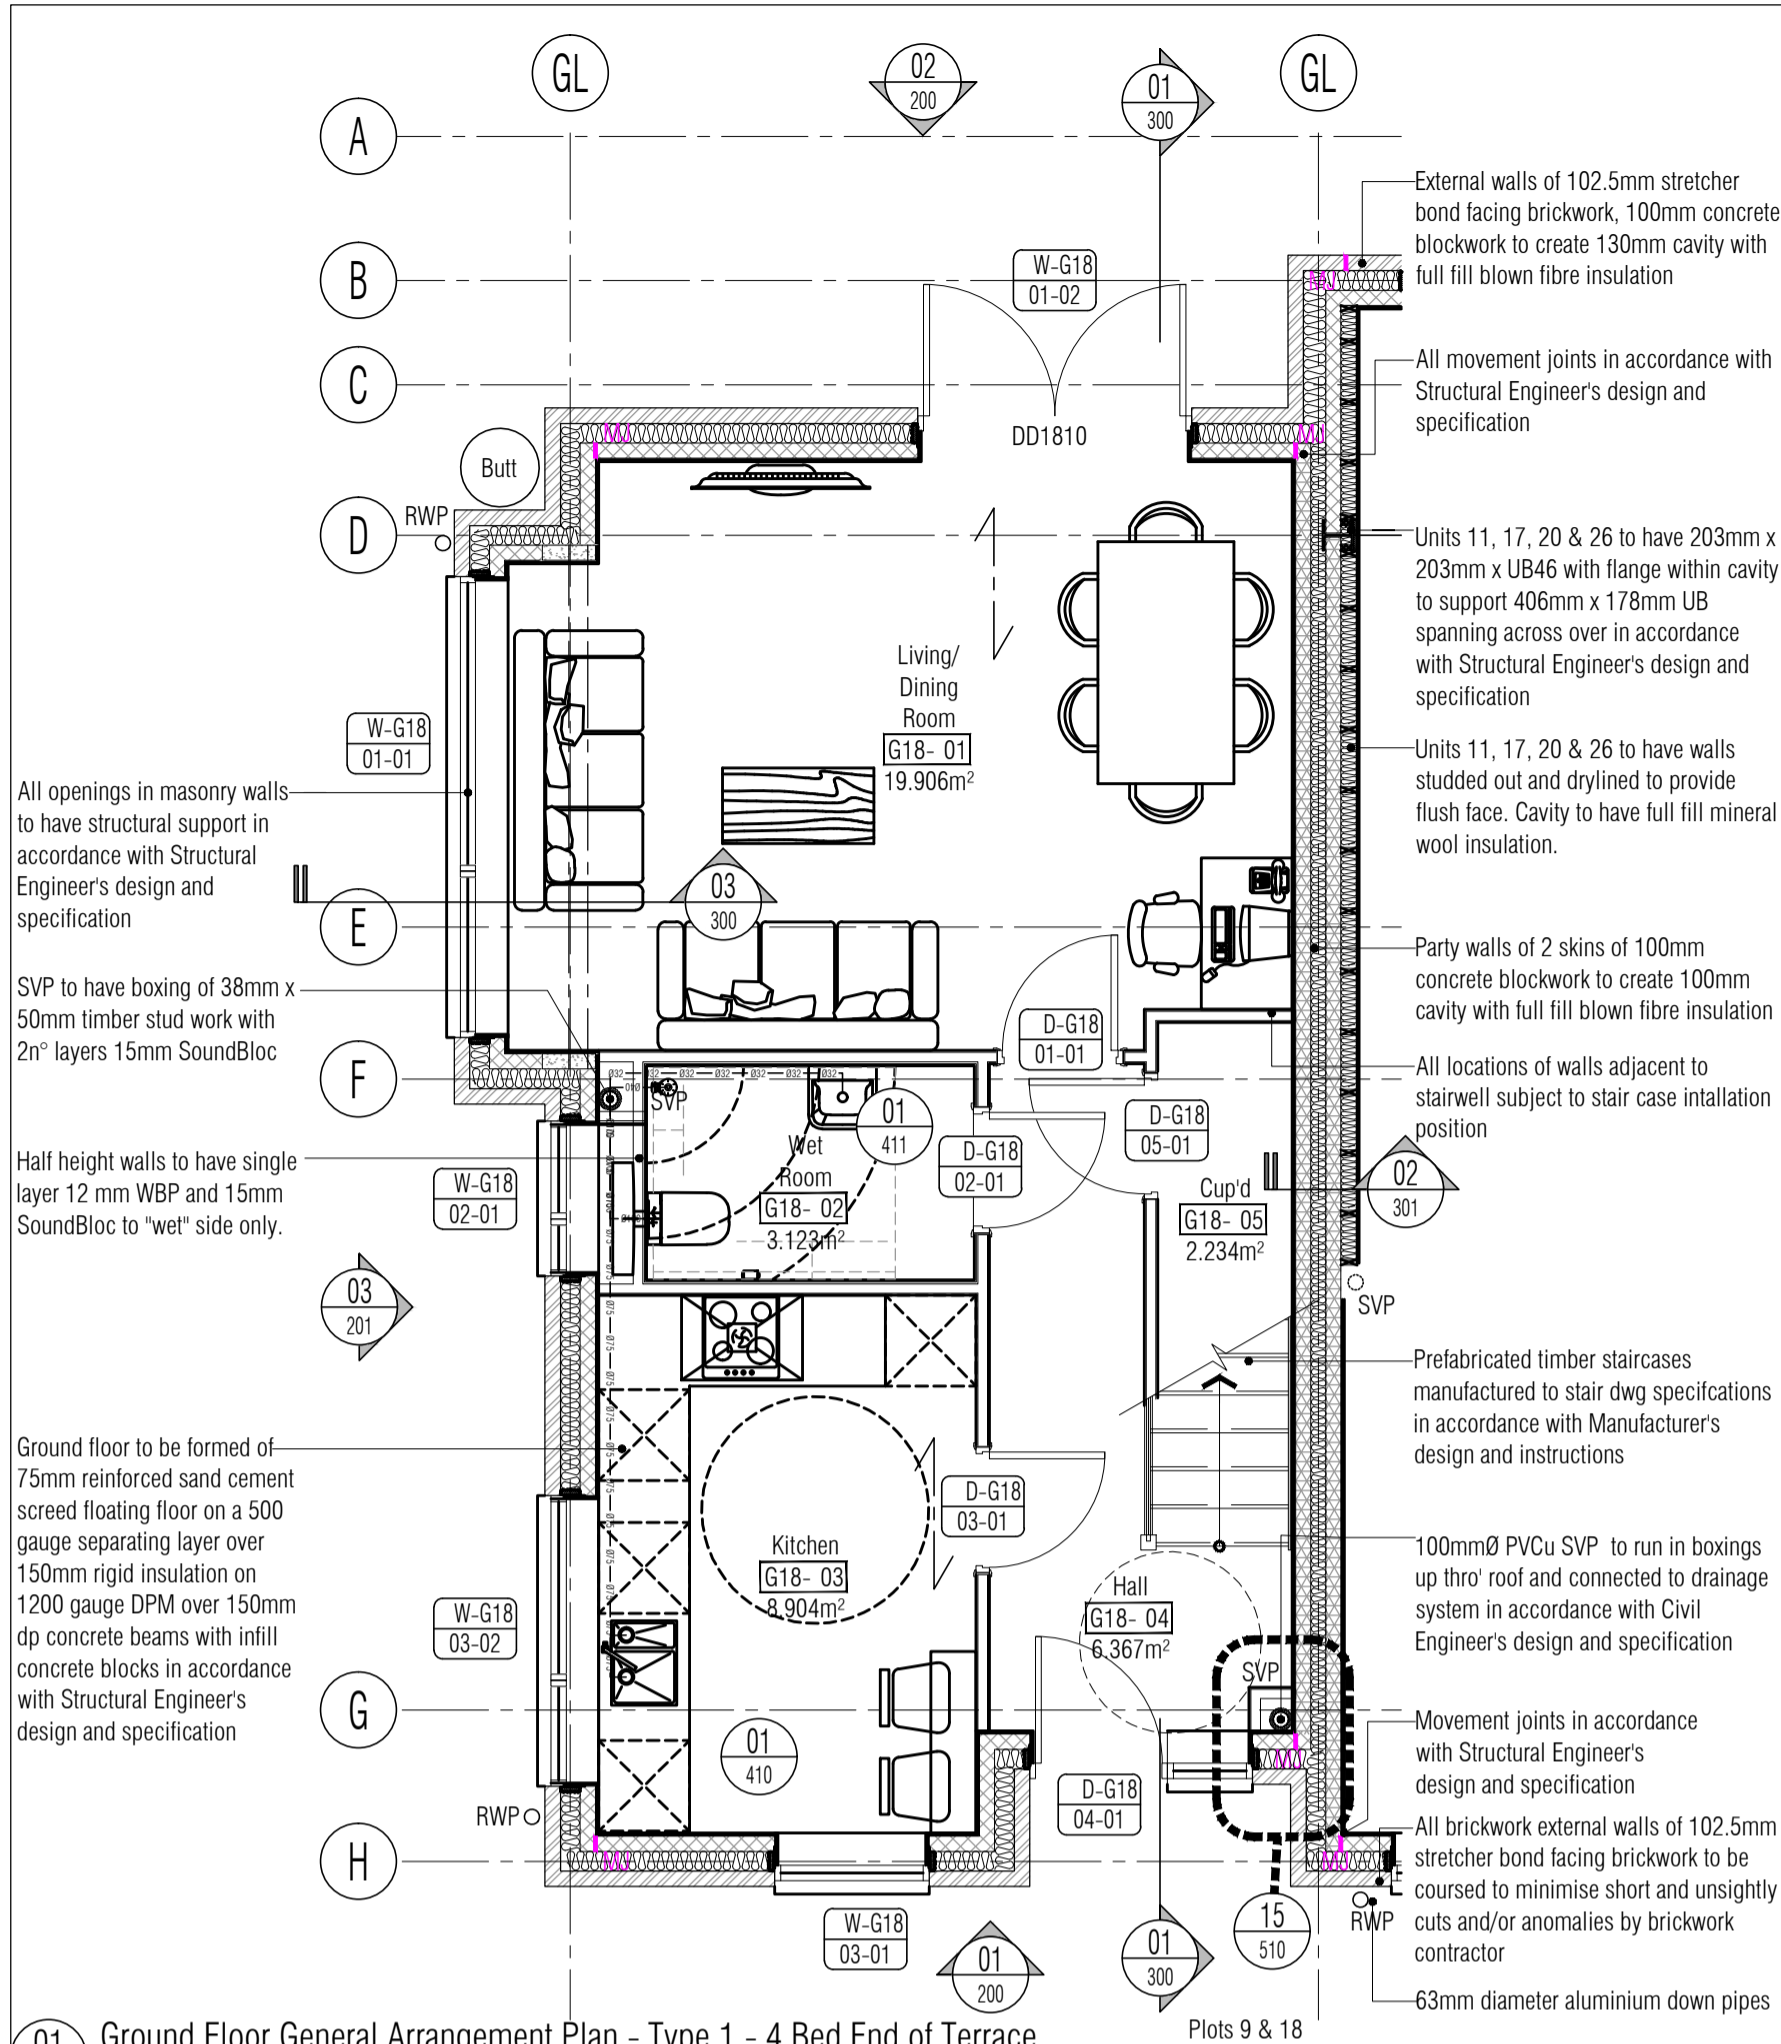 GL
GL
02
200
01
300
A
B
C
D
E
F
G
H
External walls of 102.5mm stretcher
bond facing brickwork, 100mm concrete
blockwork to create 130mm cavity with
full fill blown fibre insulation
W-G18
01-02
MJ
All movement joints in accordance with
Structural Engineer's design and
specification
DD1810
MJ
MJ
Butt
RWP
Units 11, 17, 20 & 26 to have 203mm x
203mm x UB46 with flange within cavity
to support 406mm x 178mm UB
spanning across over in accordance
with Structural Engineer's design and
specification
Living/
Dining
Room
G18- 01
19.906m²
W-G18
01-01
Units 11, 17, 20 & 26 to have walls
studded out and drylined to provide
flush face. Cavity to have full fill mineral
wool insulation.
All openings in masonry walls
to have structural support in
accordance with Structural
Engineer's design and
specification
03
300
Party walls of 2 skins of 100mm
concrete blockwork to create 100mm
cavity with full fill blown fibre insulation
SVP to have boxing of 38mm x
50mm timber stud work with
2n° layers 15mm SoundBloc
D-G18
01-01
All locations of walls adjacent to
stairwell subject to stair case intallation
position
Ø32 Ø32 Ø32 Ø32 Ø32 Ø32
SVP
01
411
D-G18
05-01
Wet
Room
G18- 02
3.123m²
D-G18
02-01
Half height walls to have single
layer 12 mm WBP and 15mm
SoundBloc to "wet" side only.
W-G18
02-01
Cup'd
G18- 05
2.234m²
02
301
03
201
SVP
Prefabricated timber staircases
manufactured to stair dwg specifcations
in accordance with Manufacturer's
design and instructions
Ground floor to be formed of
75mm reinforced sand cement
screed floating floor on a 500
gauge separating layer over
150mm rigid insulation on
1200 gauge DPM over 150mm
dp concrete beams with infill
concrete blocks in accordance
with Structural Engineer's
design and specification
Ø75
Ø75
Ø75
Ø75
Ø75
Ø75
D-G18
03-01
Kitchen
G18- 03
8.904m²
100mmØ PVCu SVP to run in boxings
up thro' roof and connected to drainage
system in accordance with Civil
Engineer's design and specification
Hall
G18- 04
6.367m²
W-G18
03-02
SVP
01
410
MJ
Movement joints in accordance
with Structural Engineer's
design and specification
D-G18
04-01
RWP
MJ
MJ
All brickwork external walls of 102.5mm
stretcher bond facing brickwork to be
coursed to minimise short and unsightly
cuts and/or anomalies by brickwork
contractor
RWP
W-G18
03-01
01
200
01
300
15
510
63mm diameter aluminium down pipes
01
Ground Floor General Arrangement Plan - Type 1 - 4 Bed End of Terrace
Plots 9 & 18